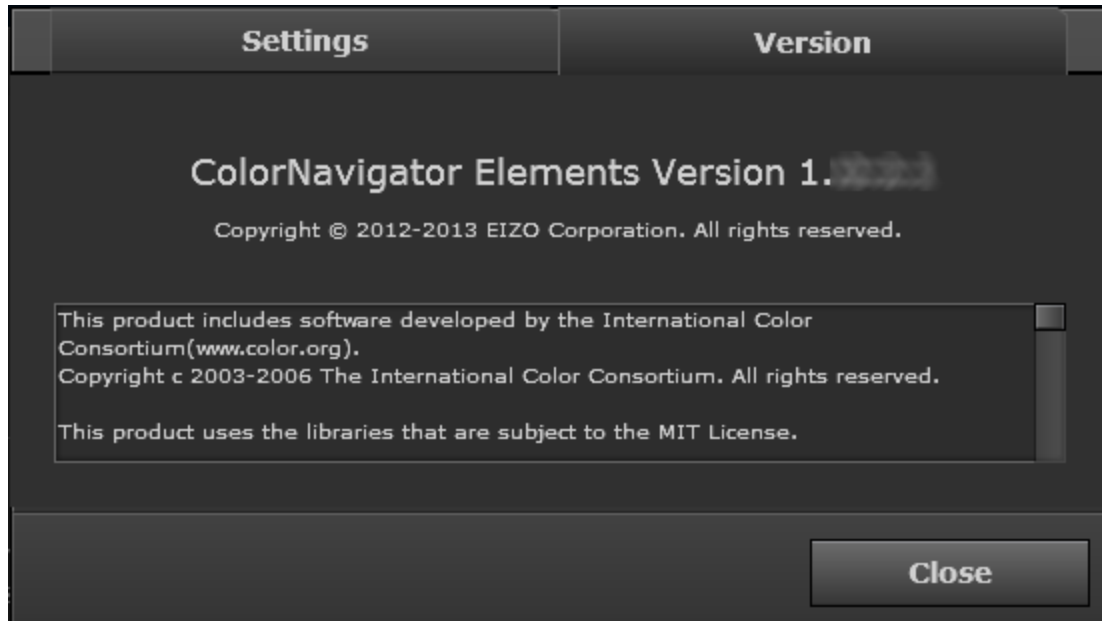 Settings
Version
ColorNavigator Elements Version 1.
Copyright © 2012-2013 EIZO Corporation. All rights reserved.
This product includes software developed by the International Color
Consortium(www.color.org).
Copyright c 2003-2006 The International Color Consortium. All rights reserved.
This product uses the libraries that are subject to the MIT License.
Close